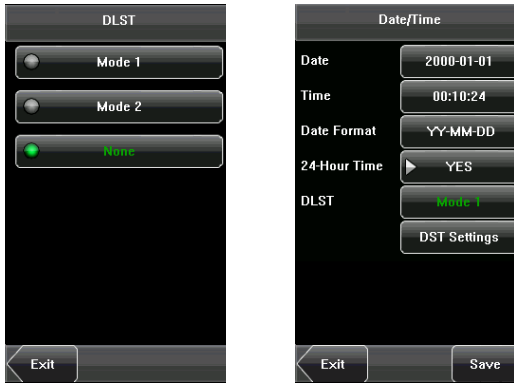 DLST
Mode 1
Mode 2
None
Exit
Date/Time
Date 2000-01-01
Time 00:10:24
Date Format YY-MM-DD
24-Hour Time YES
DLST Mode 1
DST Settings
Exit Save